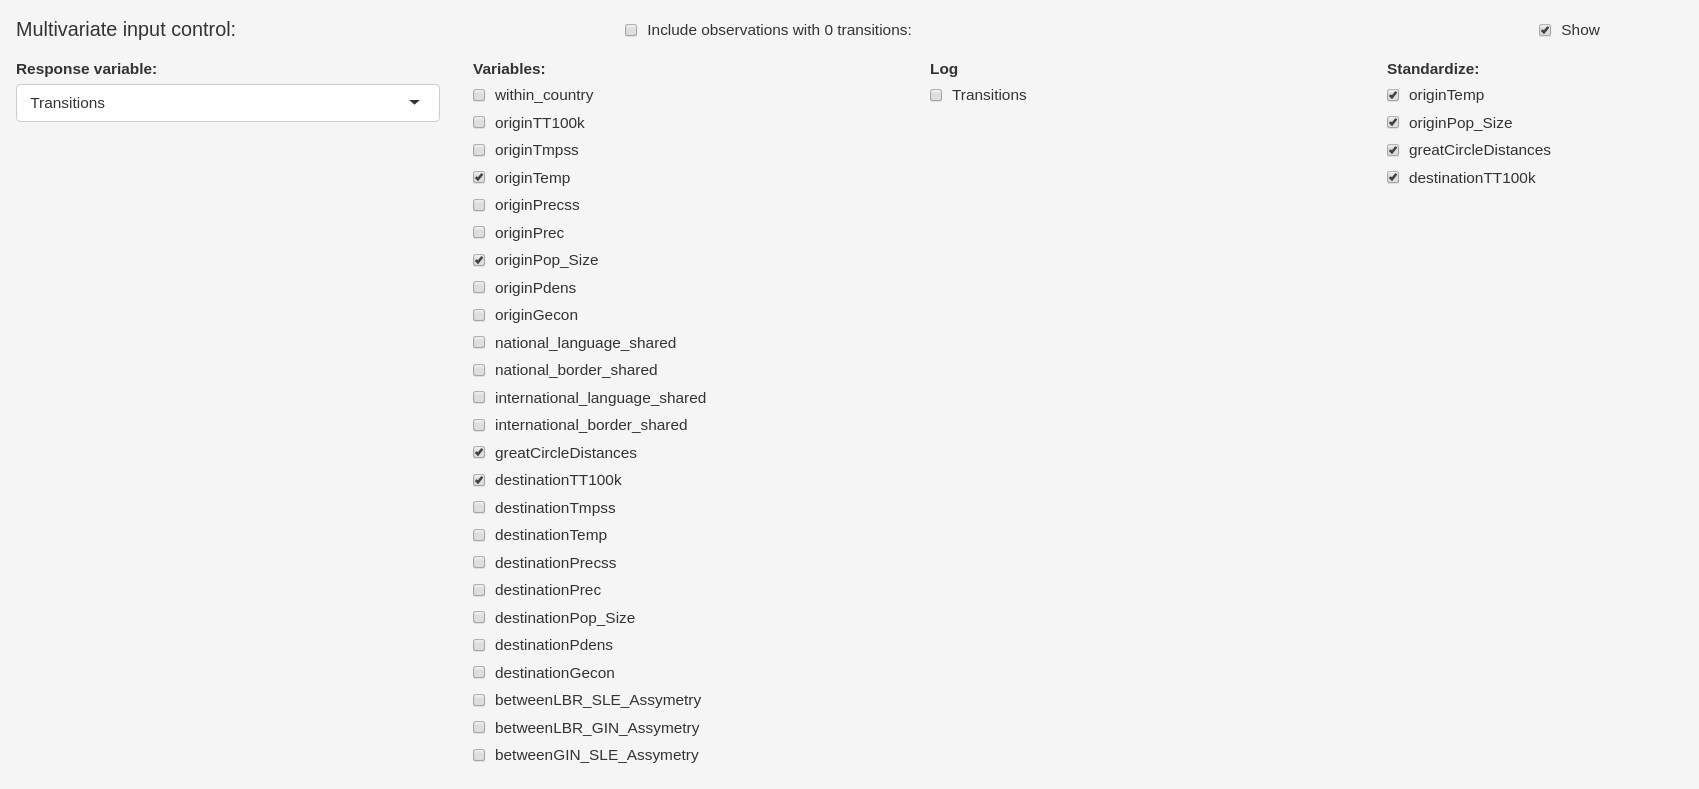 Multivariate input control:
Include observations with 0 transitions:
Show
Response variable:
Transitions
Variables:
within_country
originTT100k
originTmpss
originTemp
originPrecss
originPrec
originPop_Size
originPdens
originGecon
national_language_shared
national_border_shared
international_language_shared
international_border_shared
greatCircleDistances
destinationTT100k
destinationTmpss
destinationTemp
destinationPrecss
destinationPrec
destinationPop_Size
destinationPdens
destinationGecon
betweenLBR_SLE_Assymetry
betweenLBR_GIN_Assymetry
betweenGIN_SLE_Assymetry
Log
Transitions
Standardize:
originTemp
originPop_Size
greatCircleDistances
destinationTT100k